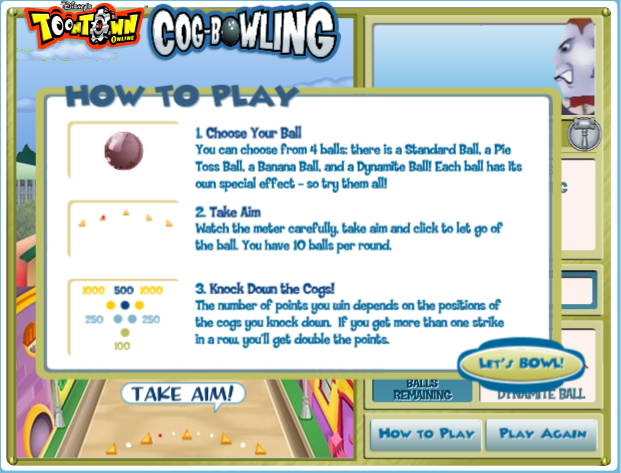 Disney's
TOONTOWN
ONLINE
COG-BOWLING
HOW TO PLAY
1. Choose Your Ball
You can choose from 4 balls: there is a Standard Ball, a Pie
Toss Ball, a Banana Ball, and a Dynamite Ball! Each ball has its
own special effect - so try them all!
2. Take Aim
Watch the meter carefully, take aim and click to let go of
the ball. You have 10 balls per round.
1000 500 1000
250 250
100
3. Knock Down the Cogs!
The number of points you win depends on the positions of
the cogs you knock down. If you get more than one strike
in a row, you'll get double the points.
LET'S BOWL!
TAKE AIM!
BALLS
REMAINING
DYNAMITE BALL
HOW TO PLAY
PLAY AGAIN